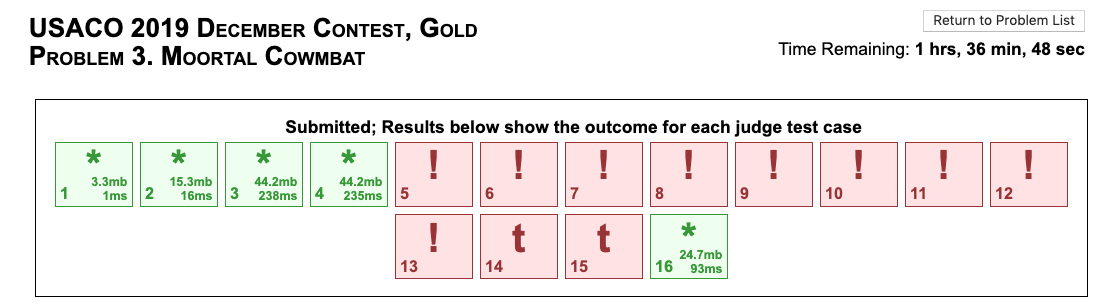 USACO 2019 December Contest, Gold
Problem 3. Moortal Cowmbat
Return to Problem List
Time Remaining: 1 hrs, 36 min, 48 sec
Submitted; Results below show the outcome for each judge test case
* * * * ! ! ! ! ! ! ! !
3.3mb 15.3mb 44.2mb 44.2mb
1 1ms 2 16ms 3 238ms 4 235ms 5 6 7 8 9 10 11 12
! t t *
24.7mb
13 14 15 16 93ms